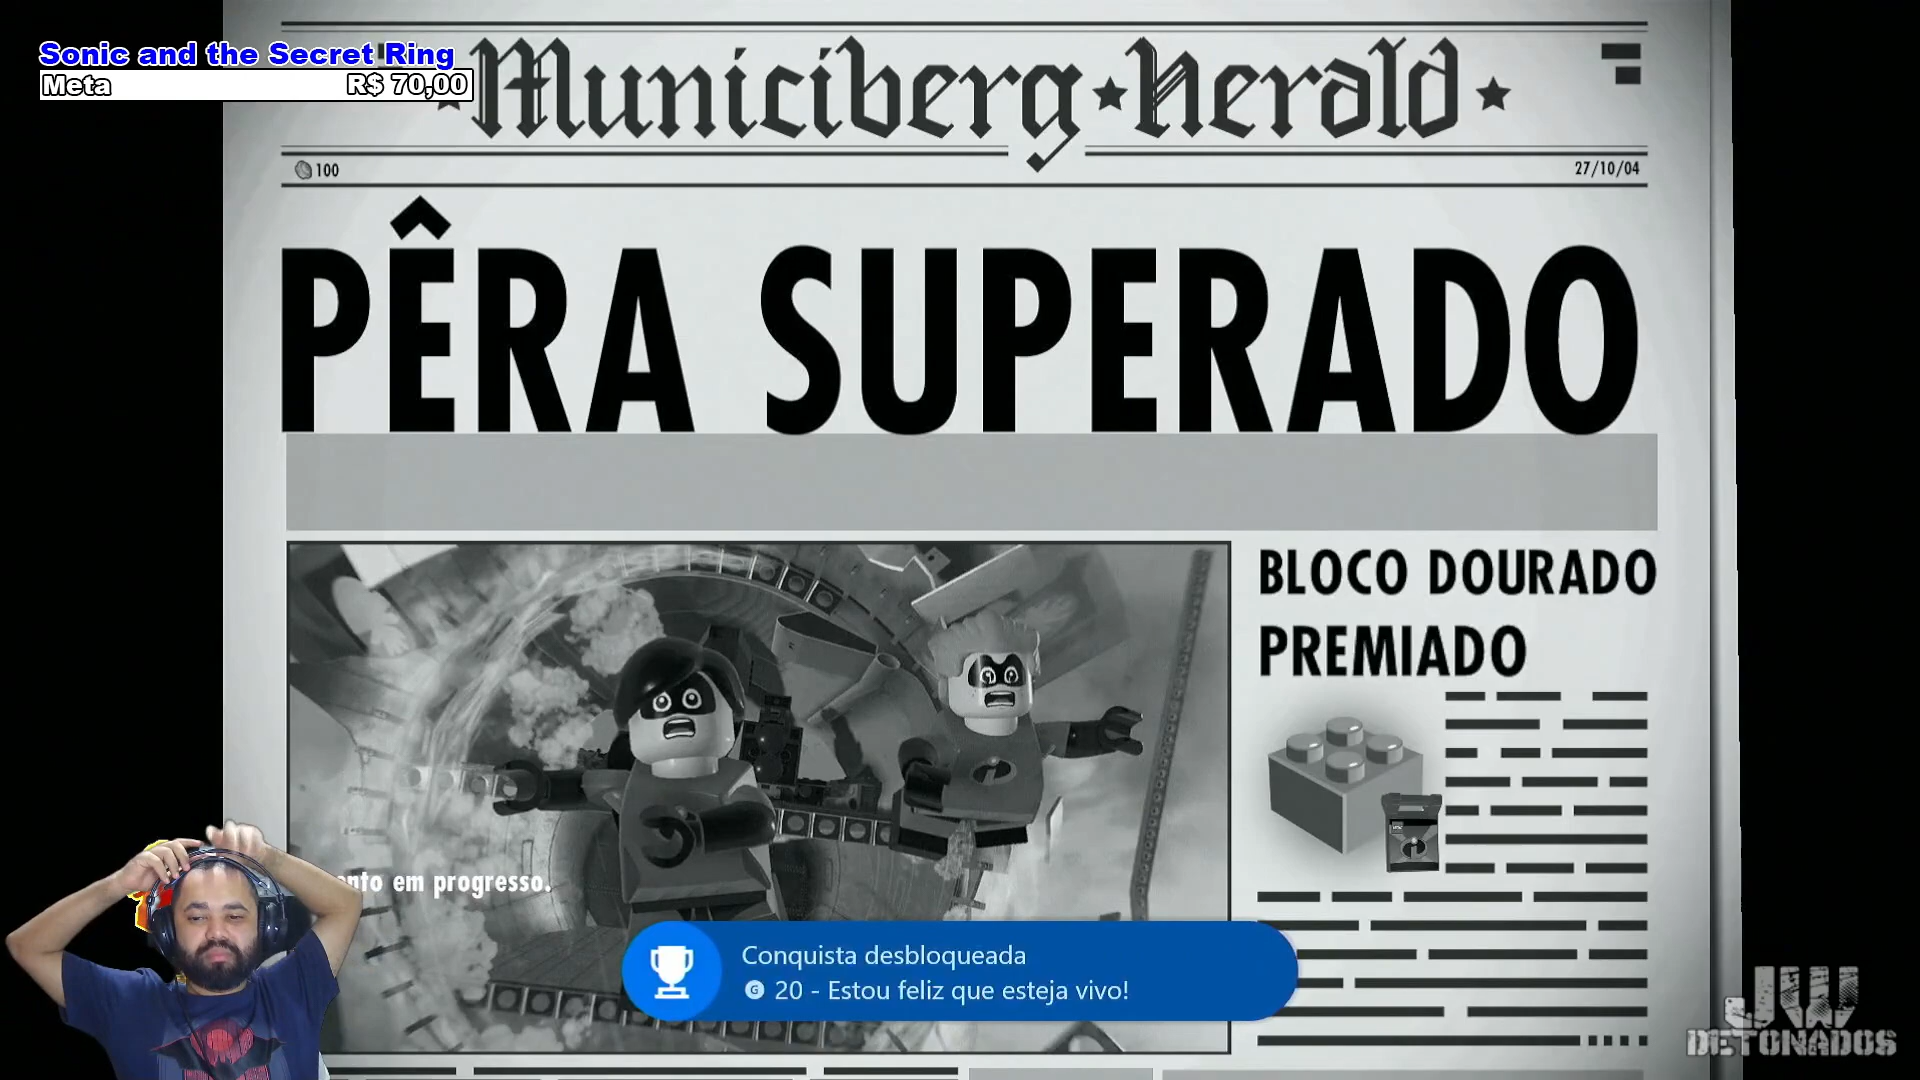 Sonic and the Secret Ring
Meta R$ 70,00
Municiberg Herald
100
27/10/04
PÊRA SUPERADO
BLOCO DOURADO
PREMIADO
em progresso.
Conquista desbloqueada
G 20 - Estou feliz que esteja vivo!
JW
DETONADOS